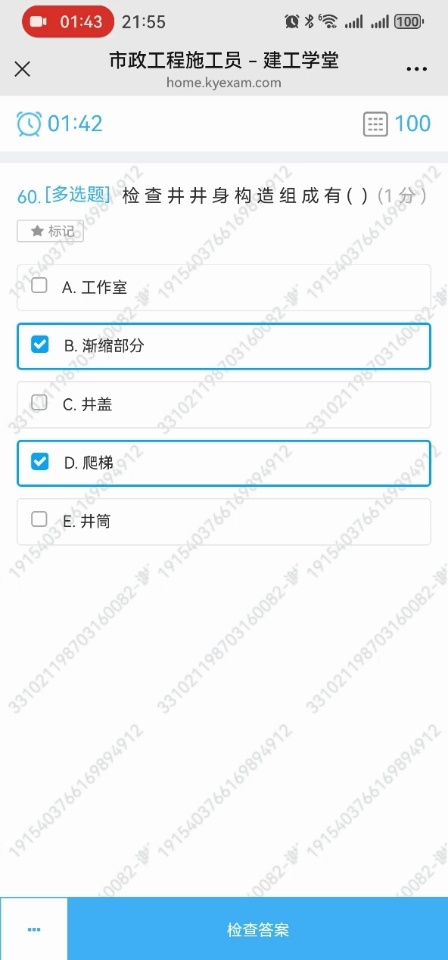 01:43 21:55 100
市政工程施工员 – 建工学堂
home.kyexam.com
01:42 100
60.[多选题] 检查井井身构造组成有( ) (1 分)
标记
A. 工作室
B. 渐缩部分
C. 井盖
D. 爬梯
E. 井筒
检查答案